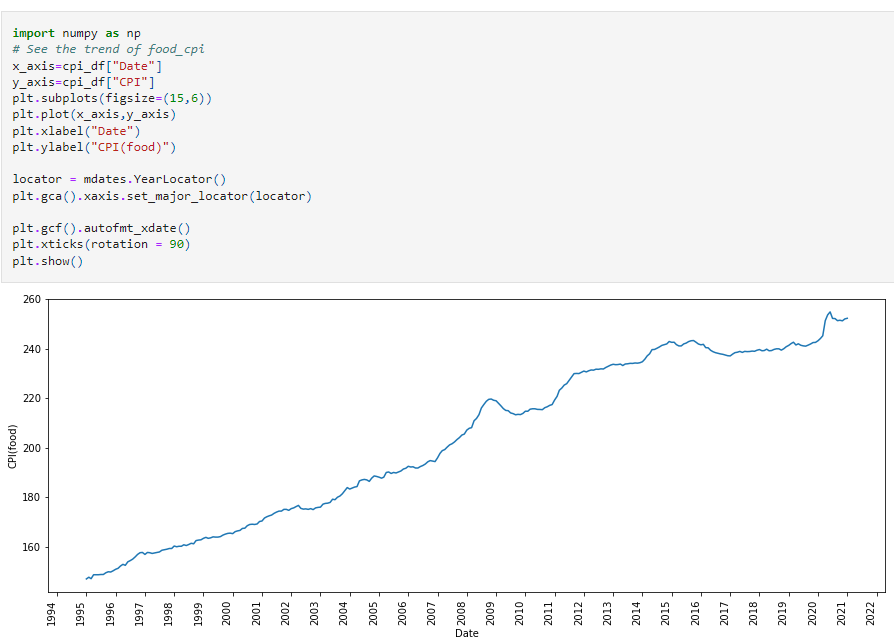 import numpy as np
# See the trend of food_cpi
x_axis=cpi_df["Date"]
y_axis=cpi_df["CPI"]
plt.subplots(figsize=(15,6))
plt.plot(x_axis,y_axis)
plt.xlabel("Date")
plt.ylabel("CPI(food)")
locator = mdates.YearLocator()
plt.gca().xaxis.set_major_locator(locator)
plt.gcf().autofmt_xdate()
plt.xticks(rotation = 90)
plt.show()
260
240
220
200
180
160
CPI(food)
1994
1995
1996
1997
1998
1999
2000
2001
2002
2003
2004
2005
2006
2007
2008
2009
2010
2011
2012
2013
2014
2015
2016
2017
2018
2019
2020
2021
2022
Date